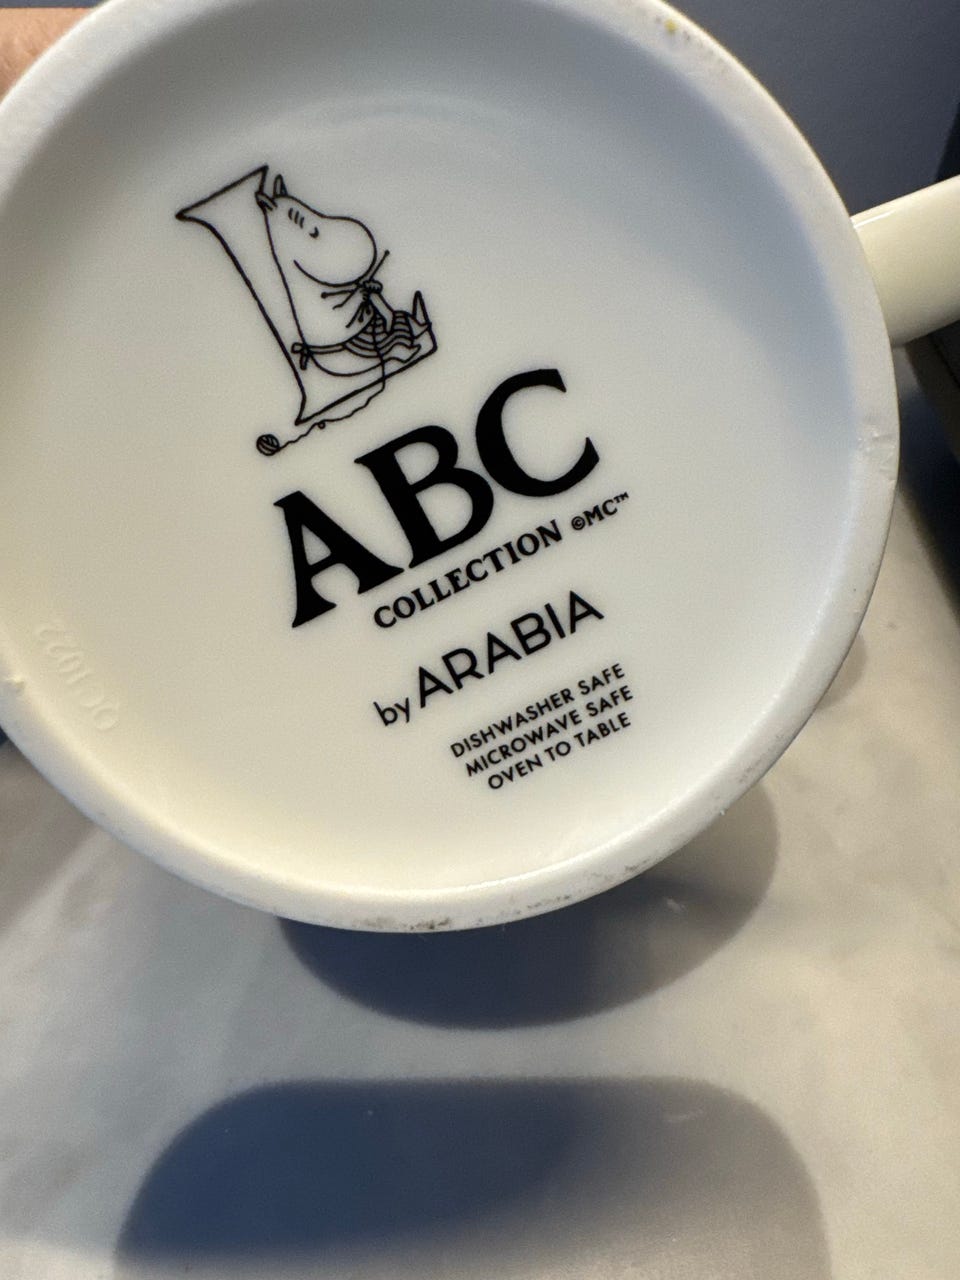 L
ABC
COLLECTION ©MC™
by ARABIA
DISHWASHER SAFE
MICROWAVE SAFE
OVEN TO TABLE